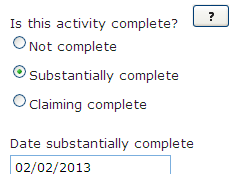 Is this activity complete? ?
Not complete
Substantially complete
Claiming complete
Date substantially complete
02/02/2013